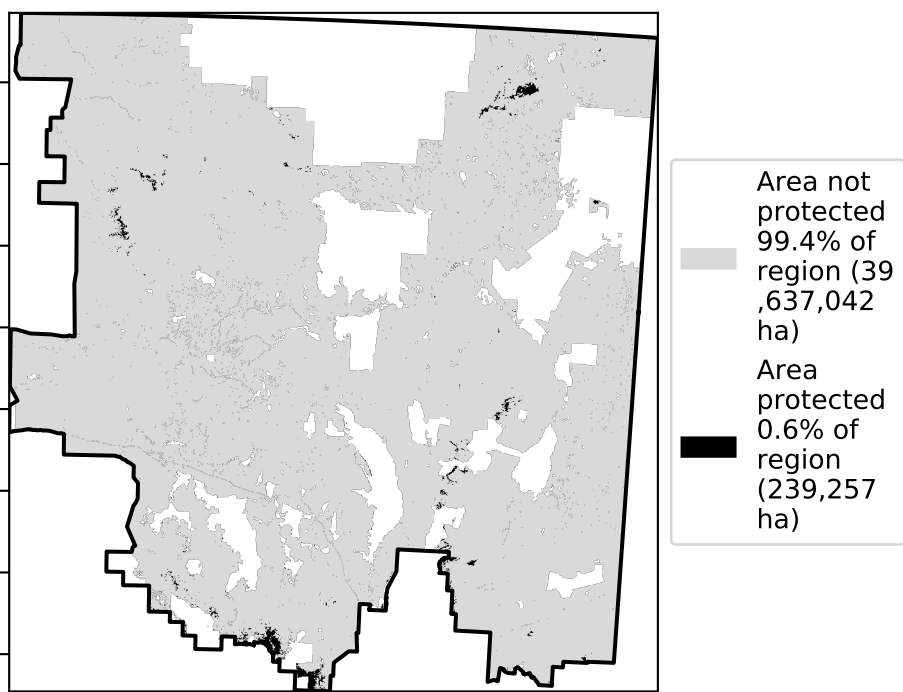 Area not
protected
99.4% of
region (39
,637,042
ha)
Area
protected
0.6% of
region
(239,257
ha)